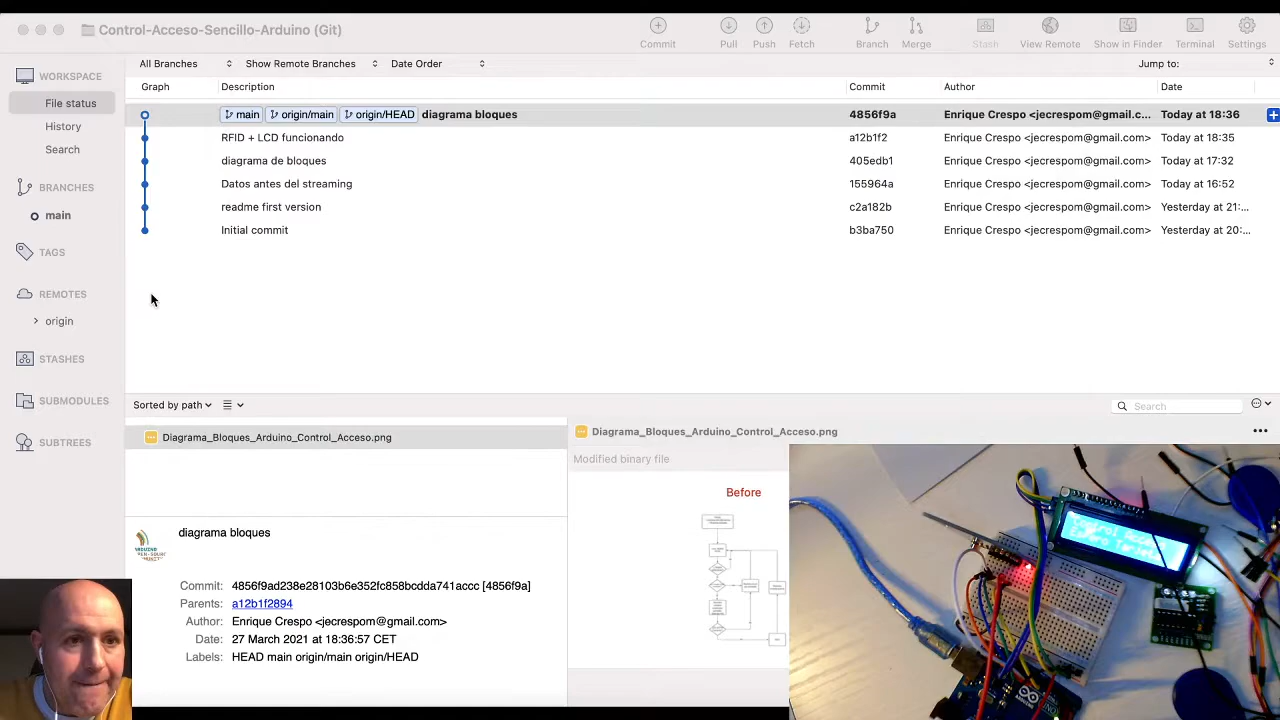 Control-Acceso-Sencillo-Arduino (Git)
Commit Pull Push Fetch Branch Merge Stash View Remote Show in Finder Terminal Settings
All Branches Show Remote Branches Date Order Jump to:
Graph Description Commit Author Date
main origin/main origin/HEAD diagrama bloques 4856f9a Enrique Crespo <jecrespom@gmail.c... Today at 18:36
RFID + LCD funcionando a12b1f2 Enrique Crespo <jecrespom@gmail.com> Today at 18:35
diagrama de bloques 405edb1 Enrique Crespo <jecrespom@gmail.com> Today at 17:32
Datos antes del streaming 155964a Enrique Crespo <jecrespom@gmail.com> Today at 16:52
readme first version c2a182b Enrique Crespo <jecrespom@gmail.com> Yesterday at 21:...
Initial commit b3ba750 Enrique Crespo <jecrespom@gmail.com> Yesterday at 20:...
WORKSPACE
File status
History
Search
BRANCHES
main
TAGS
REMOTES
origin
STASHES
SUBMODULES
SUBTREES
Sorted by path
Search
Diagrama_Bloques_Arduino_Control_Acceso.png
Diagrama_Bloques_Arduino_Control_Acceso.png
Modified binary file
Before
diagrama bloques
Commit: 4856f9ad238e28103b6e352fc858bcdda741accc [4856f9a]
Parents: a12b1f2894
Author: Enrique Crespo <jecrespom@gmail.com>
Date: 27 March 2021 at 18:36:57 CET
Labels: HEAD main origin/main origin/HEAD
ARDUINO